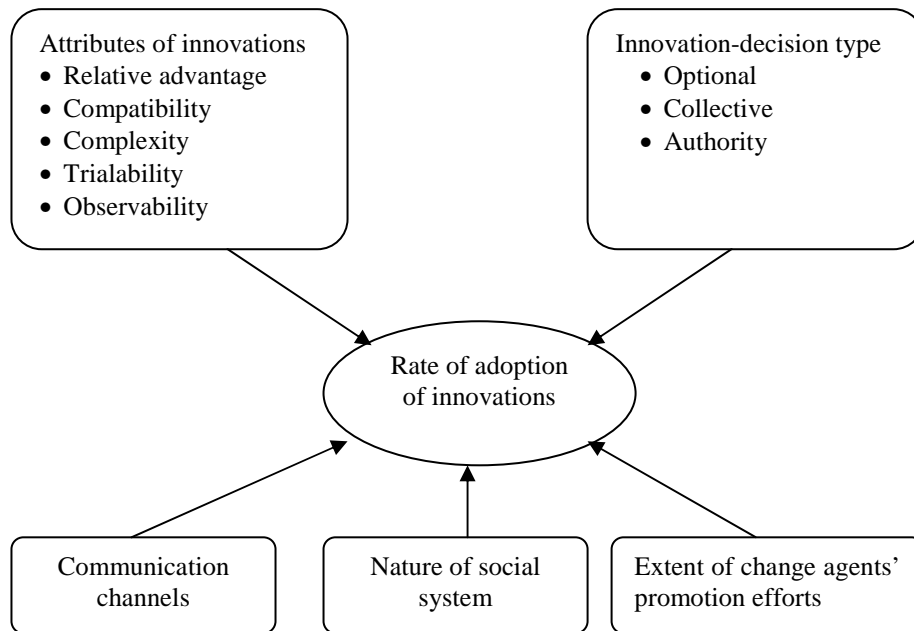 Attributes of innovations
• Relative advantage
• Compatibility
• Complexity
• Trialability
• Observability
Innovation-decision type
• Optional
• Collective
• Authority
Rate of adoption
of innovations
Communication
channels
Nature of social
system
Extent of change agents’
promotion efforts